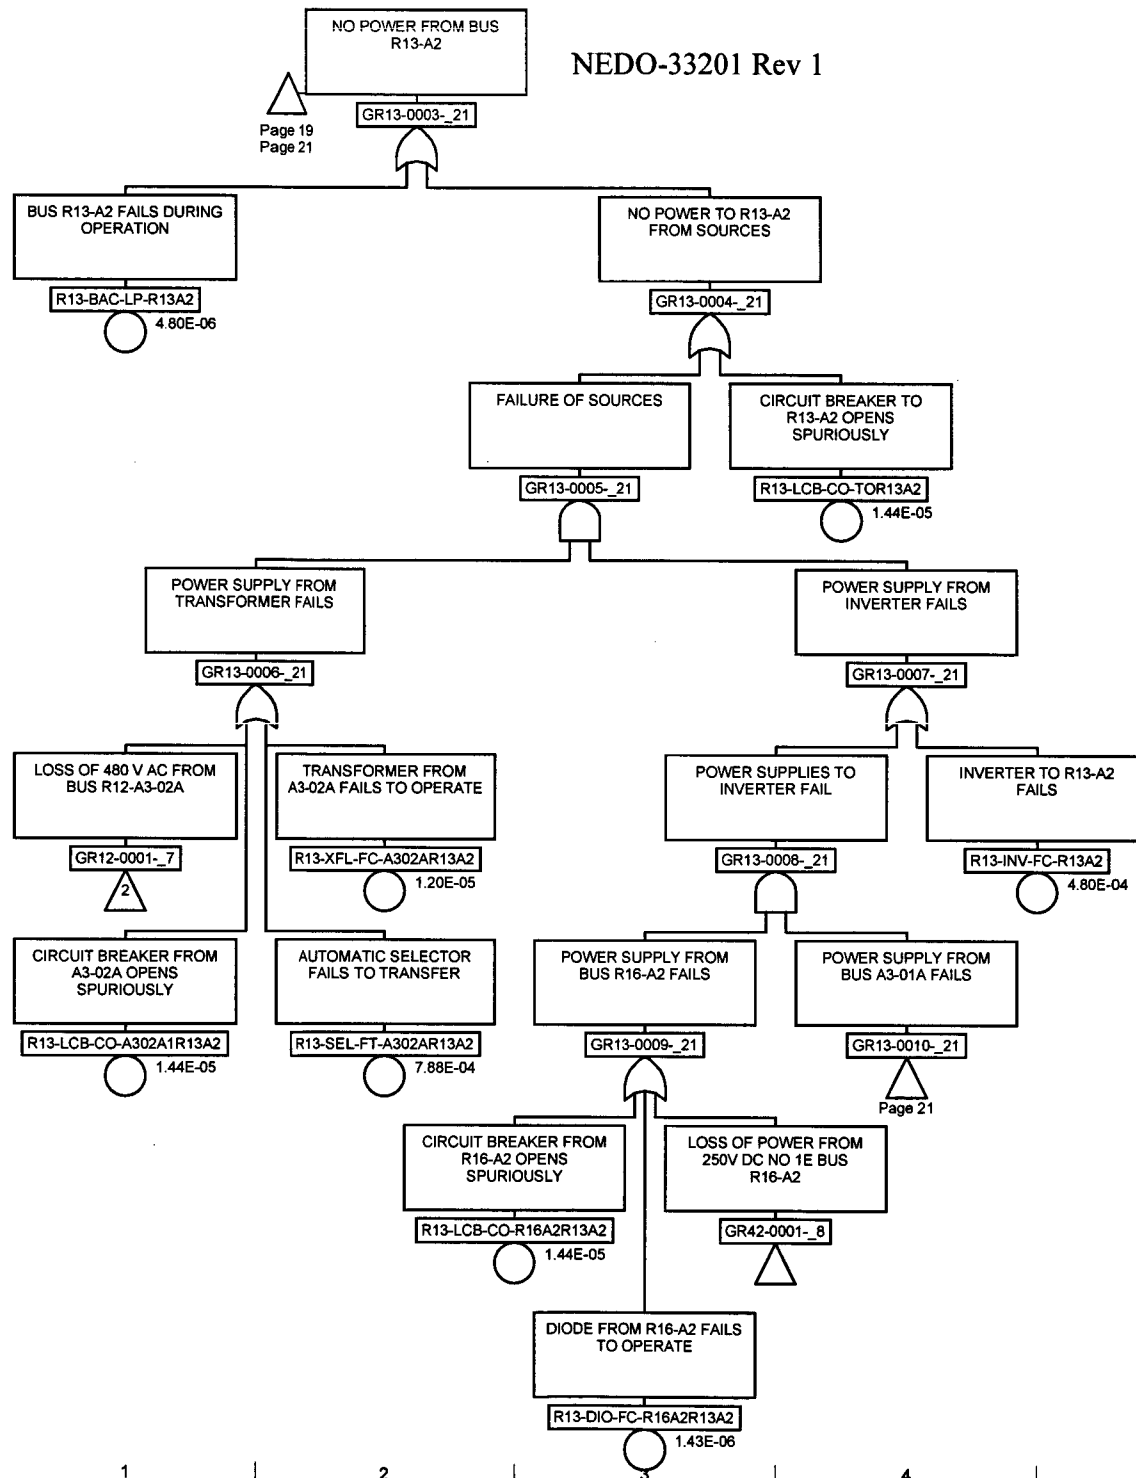 NO POWER FROM BUS
R13-A2
NEDO-33201 Rev 1
GR13-0003-_21
Page 19
Page 21
BUS R13-A2 FAILS DURING
OPERATION
R13-BAC-LP-R13A2
4.80E-06
NO POWER TO R13-A2
FROM SOURCES
GR13-0004-_21
FAILURE OF SOURCES
GR13-0005-_21
CIRCUIT BREAKER TO
R13-A2 OPENS
SPURIOUSLY
R13-LCB-CO-TOR13A2
1.44E-05
POWER SUPPLY FROM
TRANSFORMER FAILS
GR13-0006-_21
POWER SUPPLY FROM
INVERTER FAILS
GR13-0007-_21
LOSS OF 480 V AC FROM
BUS R12-A3-02A
GR12-0001-_7
2
TRANSFORMER FROM
A3-02A FAILS TO OPERATE
R13-XFL-FC-A302AR13A2
1.20E-05
POWER SUPPLIES TO
INVERTER FAIL
GR13-0008-_21
INVERTER TO R13-A2
FAILS
R13-INV-FC-R13A2
4.80E-04
CIRCUIT BREAKER FROM
A3-02A OPENS
SPURIOUSLY
R13-LCB-CO-A302A1R13A2
1.44E-05
AUTOMATIC SELECTOR
FAILS TO TRANSFER
R13-SEL-FT-A302AR13A2
7.88E-04
POWER SUPPLY FROM
BUS R16-A2 FAILS
GR13-0009-_21
POWER SUPPLY FROM
BUS A3-01A FAILS
GR13-0010-_21
Page 21
CIRCUIT BREAKER FROM
R16-A2 OPENS
SPURIOUSLY
R13-LCB-CO-R16A2R13A2
1.44E-05
LOSS OF POWER FROM
250V DC NO 1E BUS
R16-A2
GR42-0001-_8
DIODE FROM R16-A2 FAILS
TO OPERATE
R13-DIO-FC-R16A2R13A2
1.43E-06
1 2 3 4